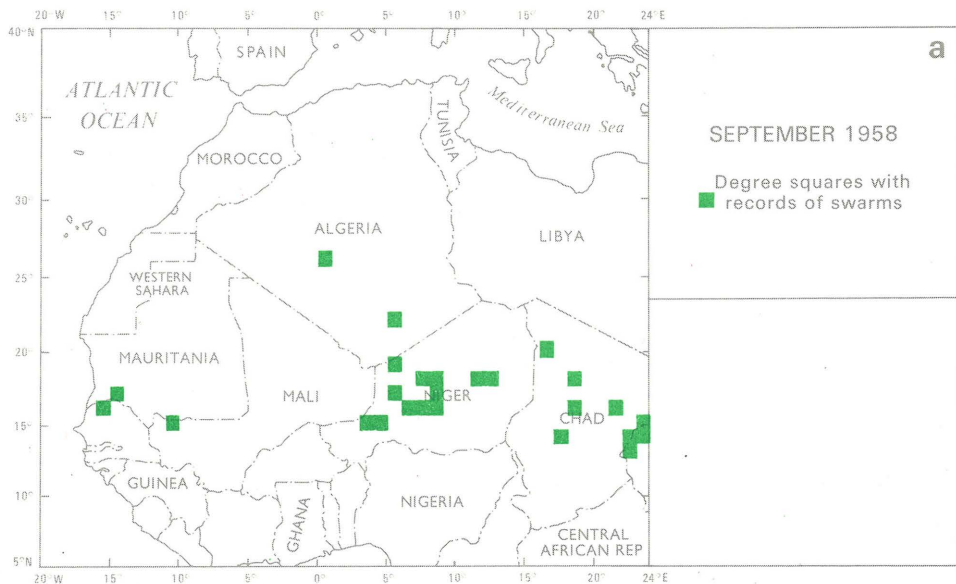 20°W 15° 10° 5° 0° 5° 10° 15° 20° 24°E
40°N
35°
30°
25°
20°
15°
10°
5°N
a
SPAIN
ATLANTIC
OCEAN
Mediterranean Sea
TUNISIA
MOROCCO
ALGERIA
LIBYA
WESTERN
SAHARA
MAURITANIA
MALI
NIGER
CHAD
GUINEA
GHANA
NIGERIA
CENTRAL
AFRICAN REP
20°W 15° 10° 5° 0° 5° 10° 15° 20° 24°E
SEPTEMBER 1958
Degree squares with
records of swarms